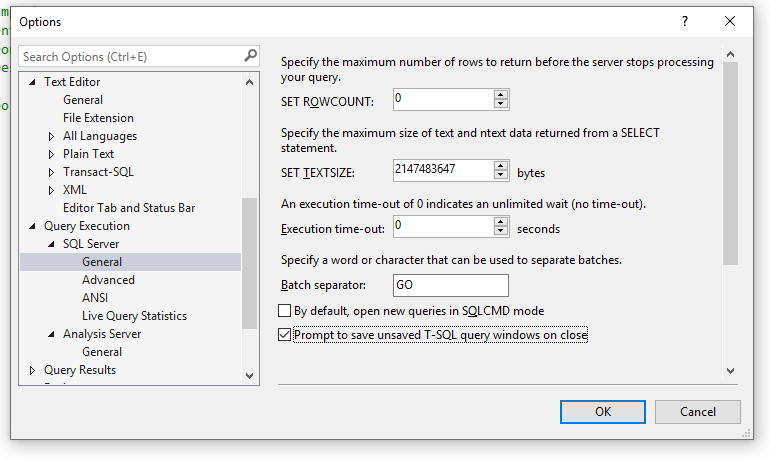 Options
Search Options (Ctrl+E)
Text Editor
General
File Extension
All Languages
Plain Text
Transact-SQL
XML
Editor Tab and Status Bar
Query Execution
SQL Server
General
Advanced
ANSI
Live Query Statistics
Analysis Server
General
Query Results
Specify the maximum number of rows to return before the server stops processing
your query.
SET ROWCOUNT: 0
Specify the maximum size of text and ntext data returned from a SELECT
statement.
SET TEXTSIZE: 2147483647 bytes
An execution time-out of 0 indicates an unlimited wait (no time-out).
Execution time-out: 0 seconds
Specify a word or character that can be used to separate batches.
Batch separator: GO
By default, open new queries in SQLCMD mode
Prompt to save unsaved T-SQL query windows on close
OK
Cancel